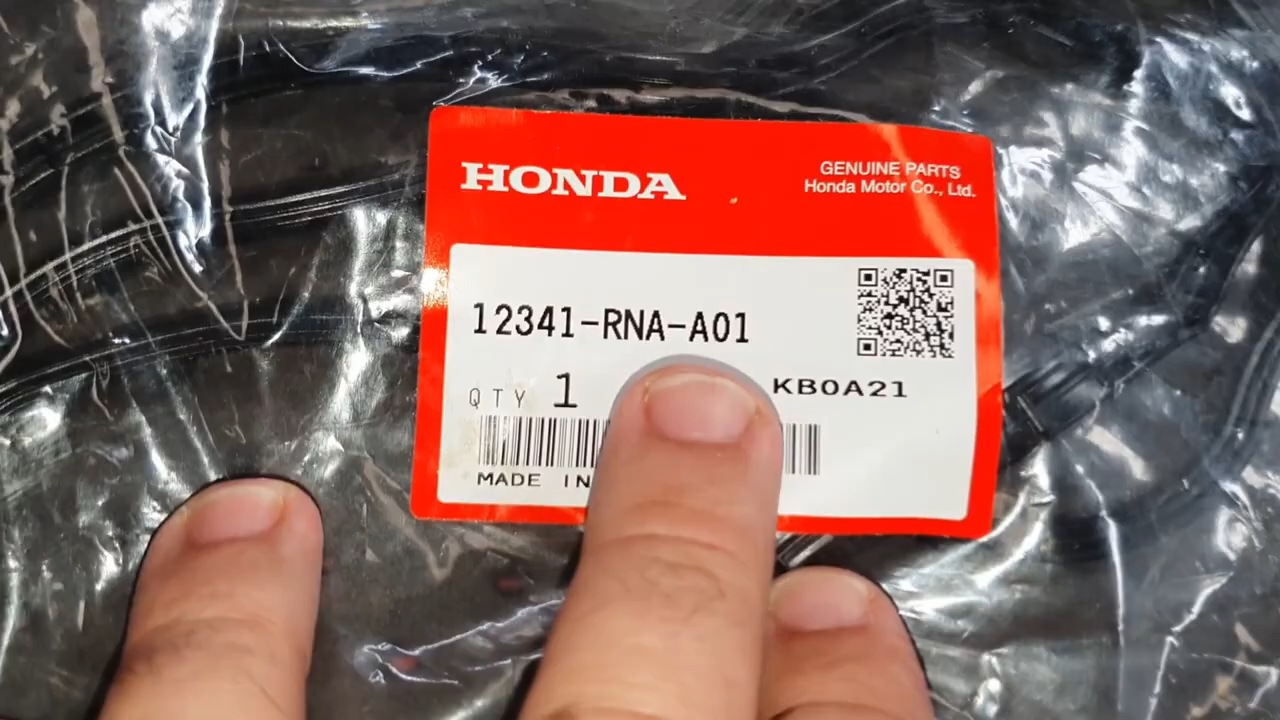 HONDA
GENUINE PARTS
Honda Motor Co., Ltd.
12341-RNA-A01
QTY 1 KB0A21
MADE IN